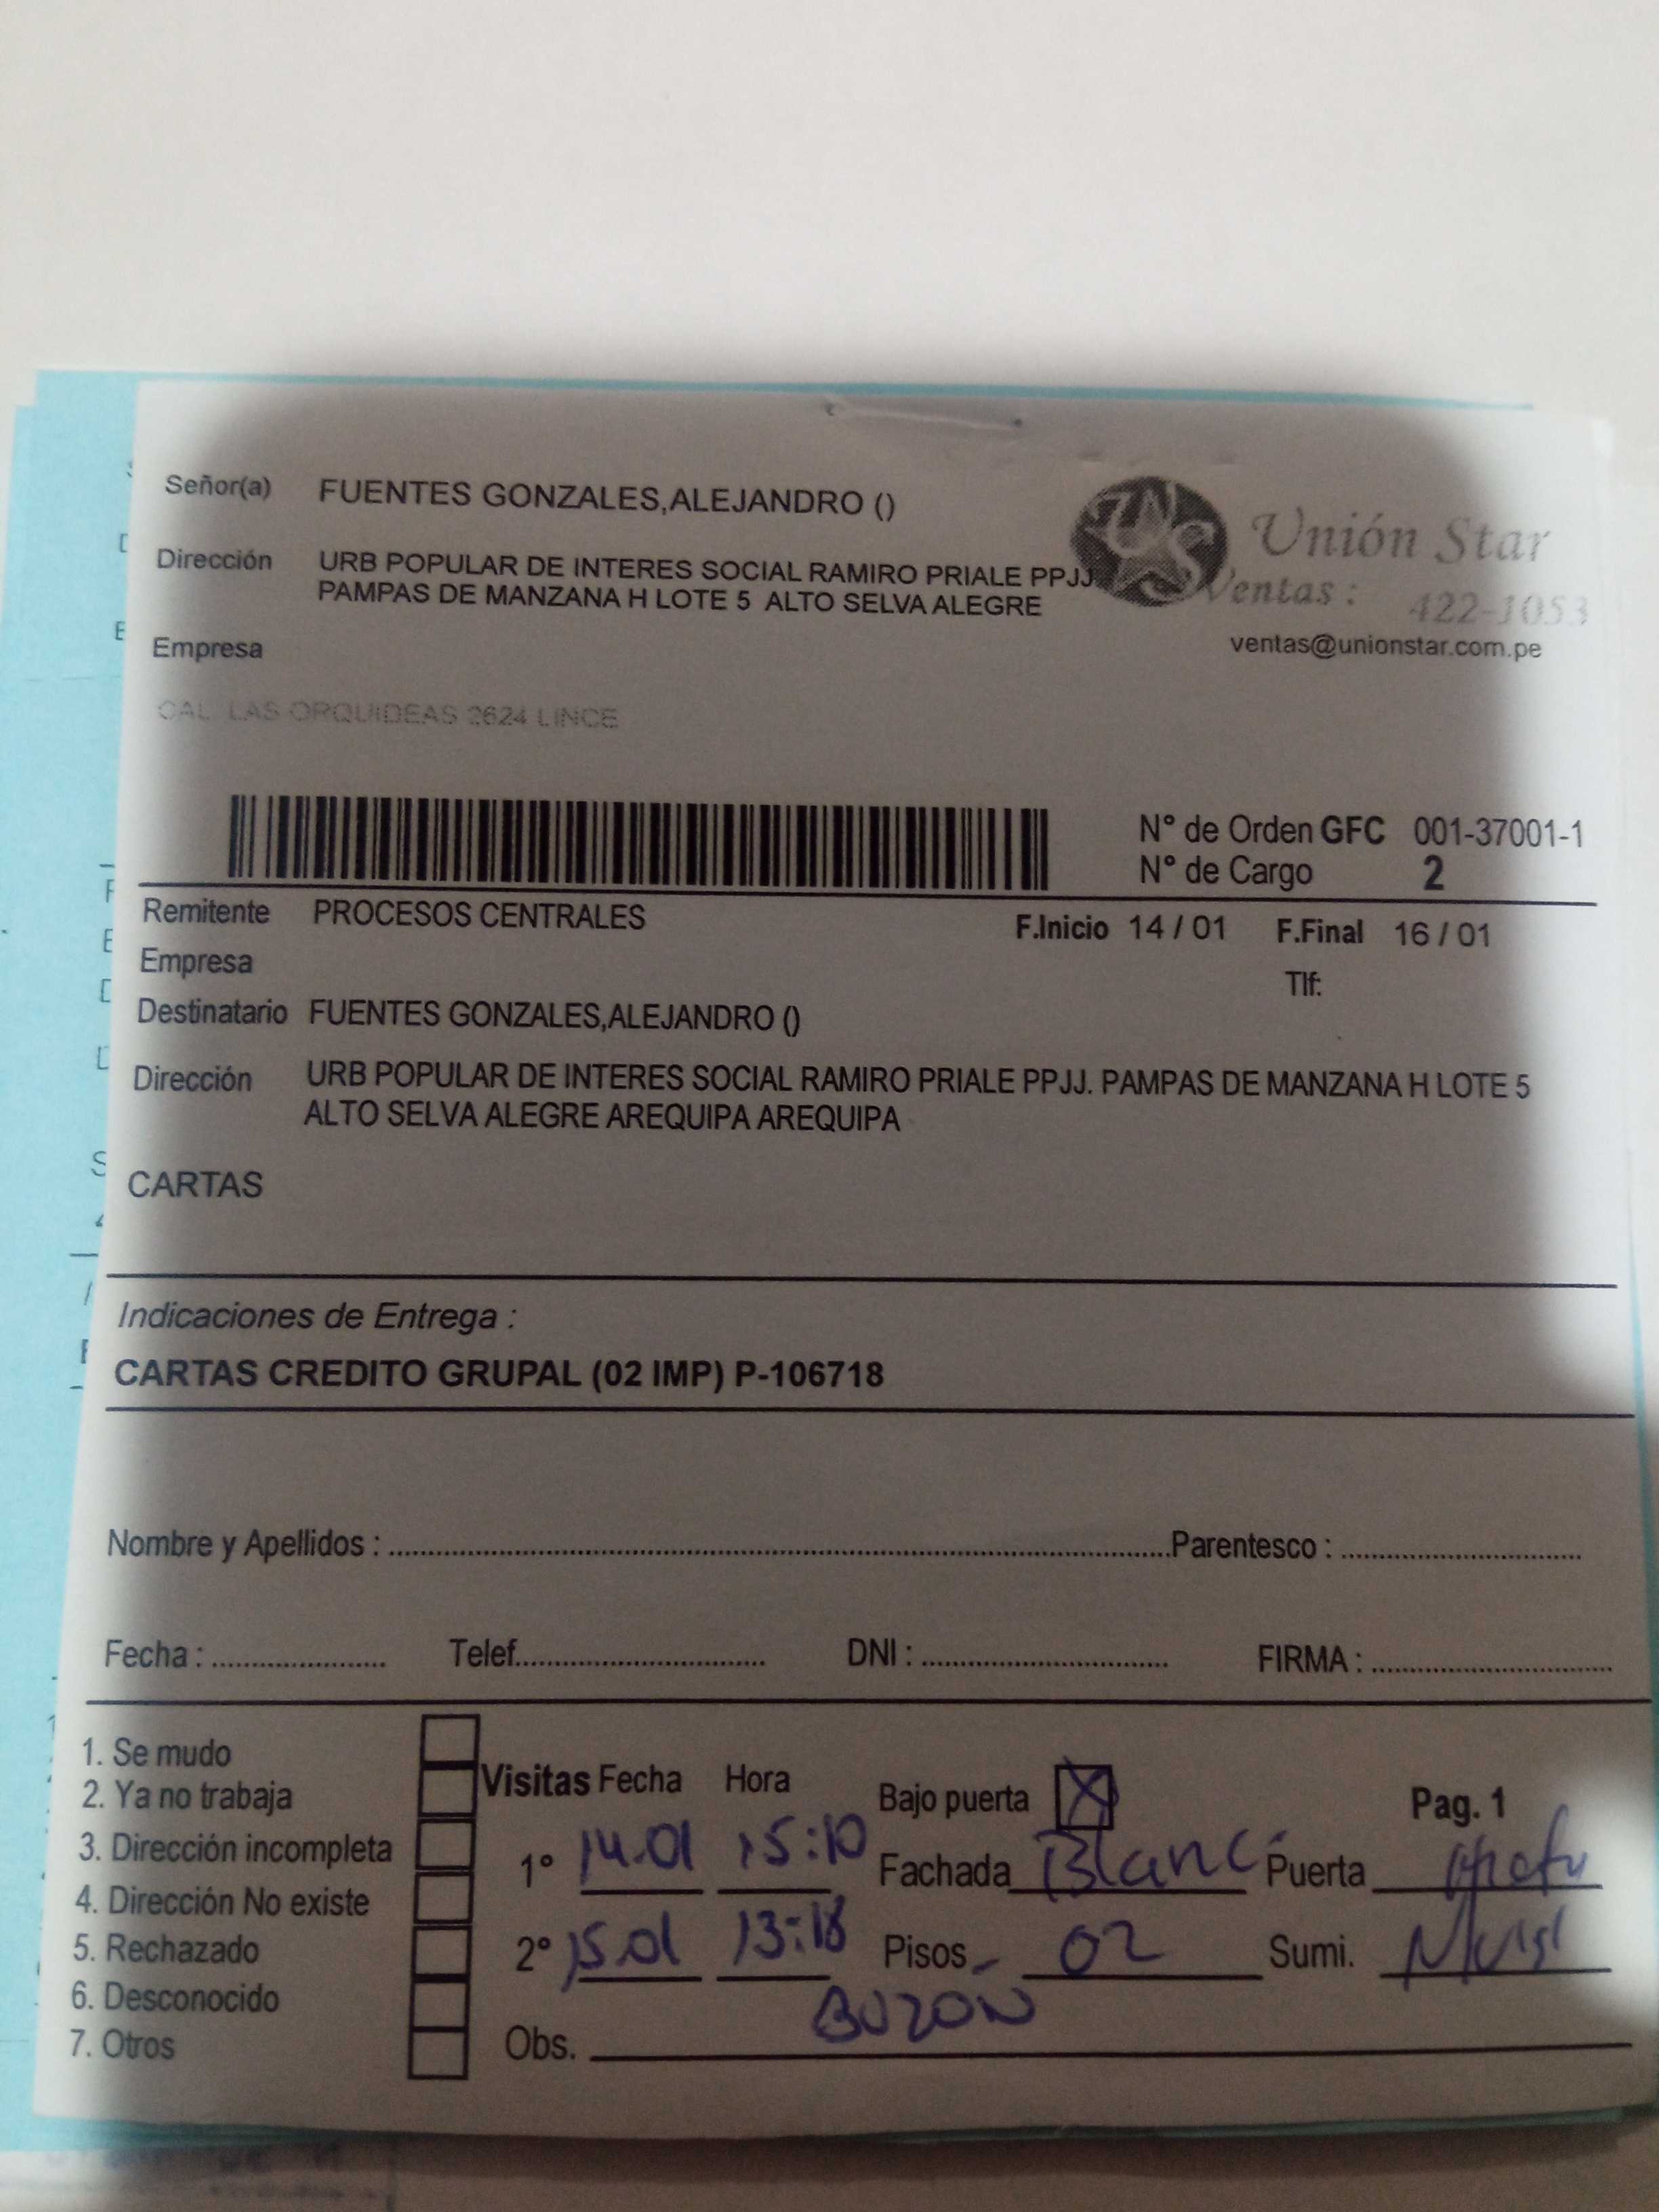 Señor(a) FUENTES GONZALES,ALEJANDRO ()
Unión Star
Ventas : 422-1053
ventas@unionstar.com.pe
Dirección URB POPULAR DE INTERES SOCIAL RAMIRO PRIALE PPJJ
PAMPAS DE MANZANA H LOTE 5 ALTO SELVA ALEGRE
Empresa
CAL LAS ORQUIDEAS 2624 LINCE
N° de Orden GFC 001-37001-1
N° de Cargo 2
Remitente PROCESOS CENTRALES F.Inicio 14 / 01 F.Final 16 / 01
Empresa
Tlf:
Destinatario FUENTES GONZALES,ALEJANDRO ()
Dirección URB POPULAR DE INTERES SOCIAL RAMIRO PRIALE PPJJ. PAMPAS DE MANZANA H LOTE 5
ALTO SELVA ALEGRE AREQUIPA AREQUIPA
CARTAS
Indicaciones de Entrega :
CARTAS CREDITO GRUPAL (02 IMP) P-106718
Nombre y Apellidos : Parentesco :
Fecha : Telef. DNI : FIRMA :
1. Se mudo
2. Ya no trabaja
3. Dirección incompleta
4. Dirección No existe
5. Rechazado
6. Desconocido
7. Otros
Visitas Fecha Hora Bajo puerta X Pag. 1
1° 14.01 15:10 Fachada Blanc Puerta
2° 15.01 13:18 Pisos 02 Sumi.
Obs. BUZON